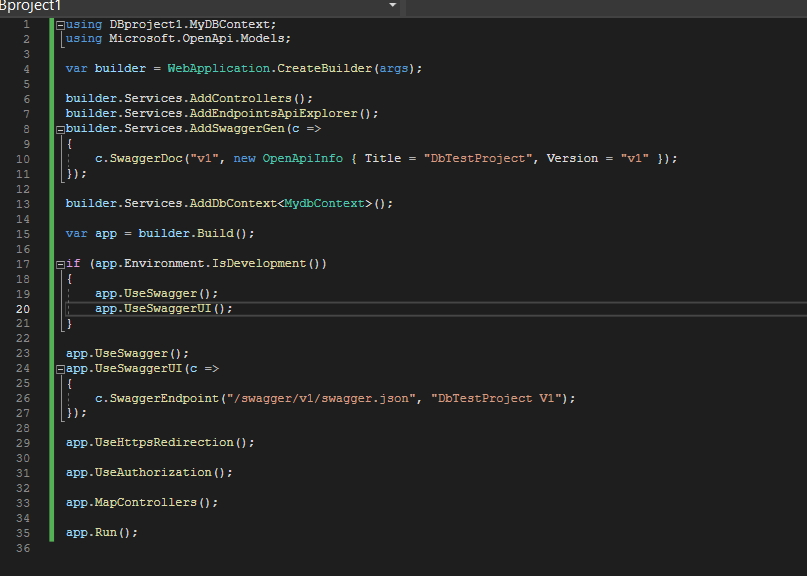 Bproject1
1 using DBproject1.MyDBContext;
2 using Microsoft.OpenApi.Models;
3
4 var builder = WebApplication.CreateBuilder(args);
5
6 builder.Services.AddControllers();
7 builder.Services.AddEndpointsApiExplorer();
8 builder.Services.AddSwaggerGen(c =>
9 {
10     c.SwaggerDoc("v1", new OpenApiInfo { Title = "DbTestProject", Version = "v1" });
11 });
12
13 builder.Services.AddDbContext<MydbContext>();
14
15 var app = builder.Build();
16
17 if (app.Environment.IsDevelopment())
18 {
19     app.UseSwagger();
20     app.UseSwaggerUI();
21 }
22
23 app.UseSwagger();
24 app.UseSwaggerUI(c =>
25 {
26     c.SwaggerEndpoint("/swagger/v1/swagger.json", "DbTestProject V1");
27 });
28
29 app.UseHttpsRedirection();
30
31 app.UseAuthorization();
32
33 app.MapControllers();
34
35 app.Run();
36